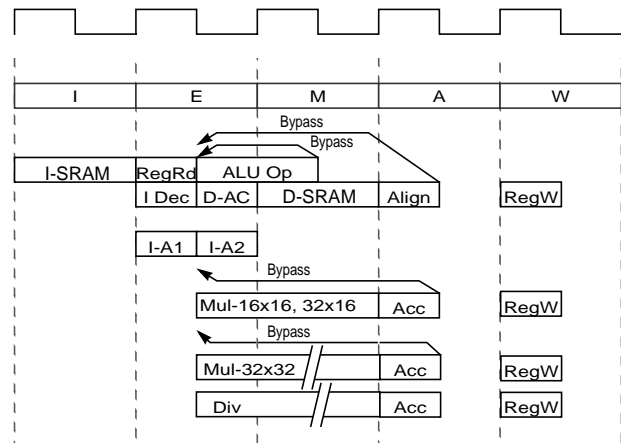 I E M A W
Bypass
Bypass
I-SRAM RegRd ALU Op
I Dec D-AC D-SRAM Align RegW
I-A1 I-A2
Bypass
Mul-16x16, 32x16 Acc RegW
Bypass
Mul-32x32 Acc RegW
Div Acc RegW